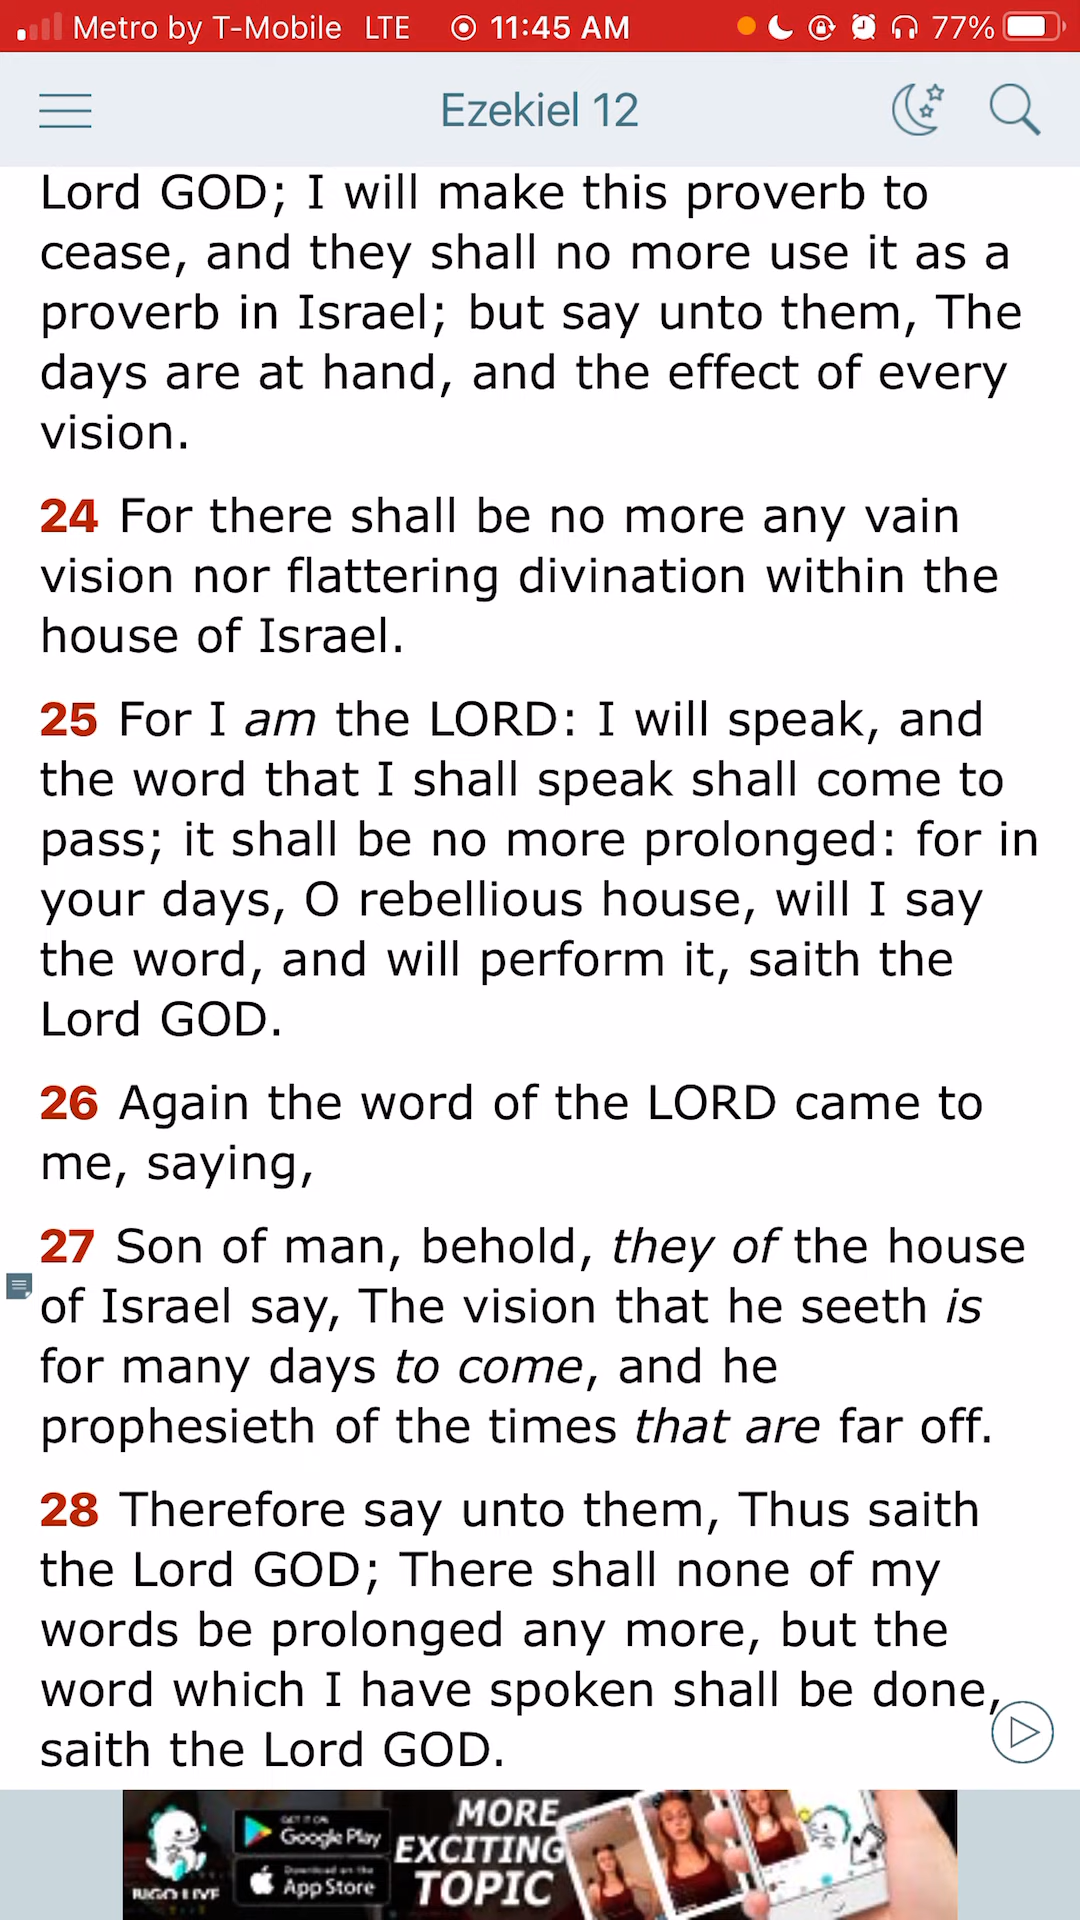 Metro by T-Mobile LTE 11:45 AM 77%
Ezekiel 12
Lord GOD; I will make this proverb to
cease, and they shall no more use it as a
proverb in Israel; but say unto them, The
days are at hand, and the effect of every
vision.
24 For there shall be no more any vain
vision nor flattering divination within the
house of Israel.
25 For I am the LORD: I will speak, and
the word that I shall speak shall come to
pass; it shall be no more prolonged: for in
your days, O rebellious house, will I say
the word, and will perform it, saith the
Lord GOD.
26 Again the word of the LORD came to
me, saying,
27 Son of man, behold, they of the house
of Israel say, The vision that he seeth is
for many days to come, and he
prophesieth of the times that are far off.
28 Therefore say unto them, Thus saith
the Lord GOD; There shall none of my
words be prolonged any more, but the
word which I have spoken shall be done,
saith the Lord GOD.
BIGO LIVE
GET IT ON
Google Play
Download on the
App Store
MORE
EXCITING
TOPIC